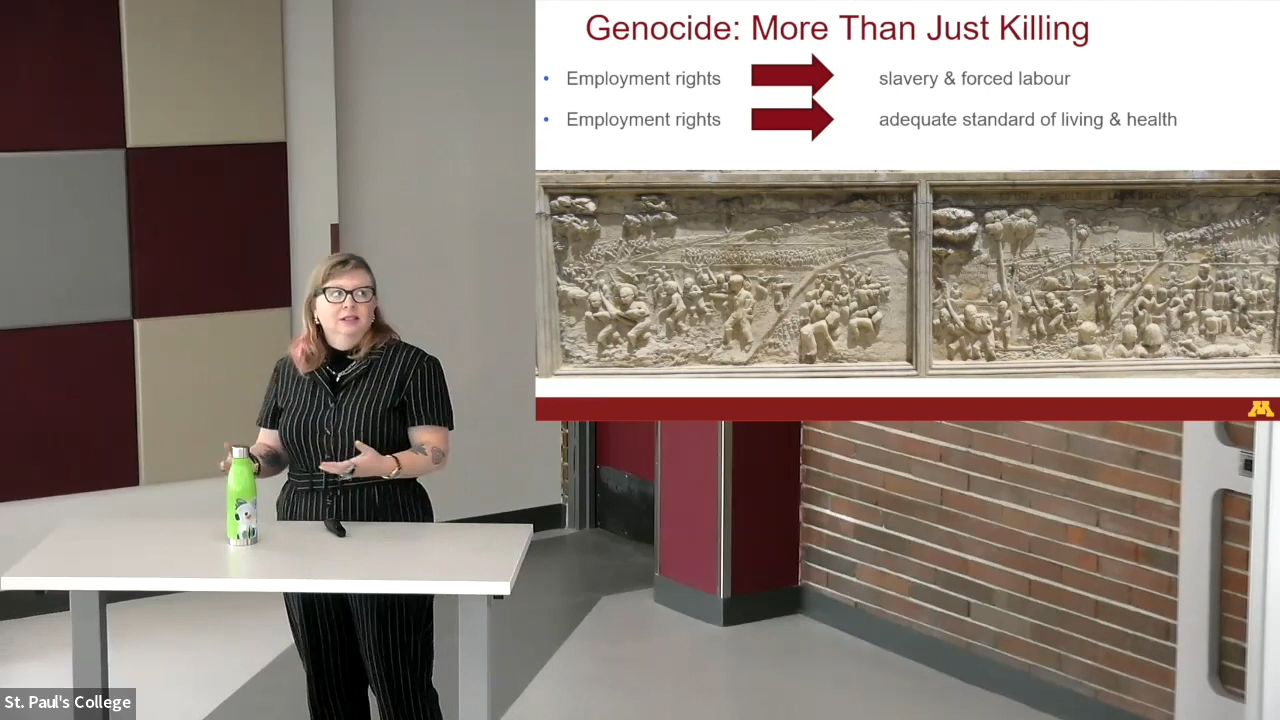 Genocide: More Than Just Killing
• Employment rights slavery & forced labour
• Employment rights adequate standard of living & health
St. Paul's College